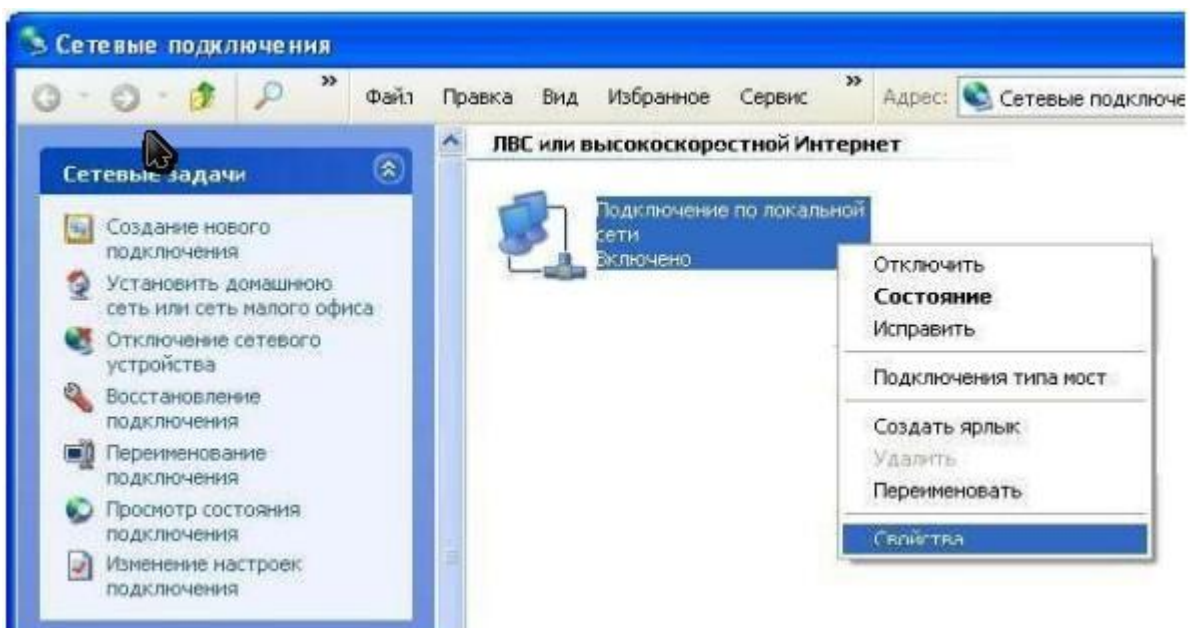 Сетевые подключения
» Файл Правка Вид Избранное Сервис » Адрес: Сетевые подключе
Сетевые задачи
Создание нового
подключения
Установить домашнюю
сеть или сеть малого офиса
Отключение сетевого
устройства
Восстановление
подключения
Переименование
подключения
Просмотр состояния
подключения
Изменение настроек
подключения
ЛВС или высокоскоростной Интернет
Подключение по локальной
сети
Включено
Отключить
Состояние
Исправить
Подключения типа мост
Создать ярлык
Удалить
Переименовать
Свойства